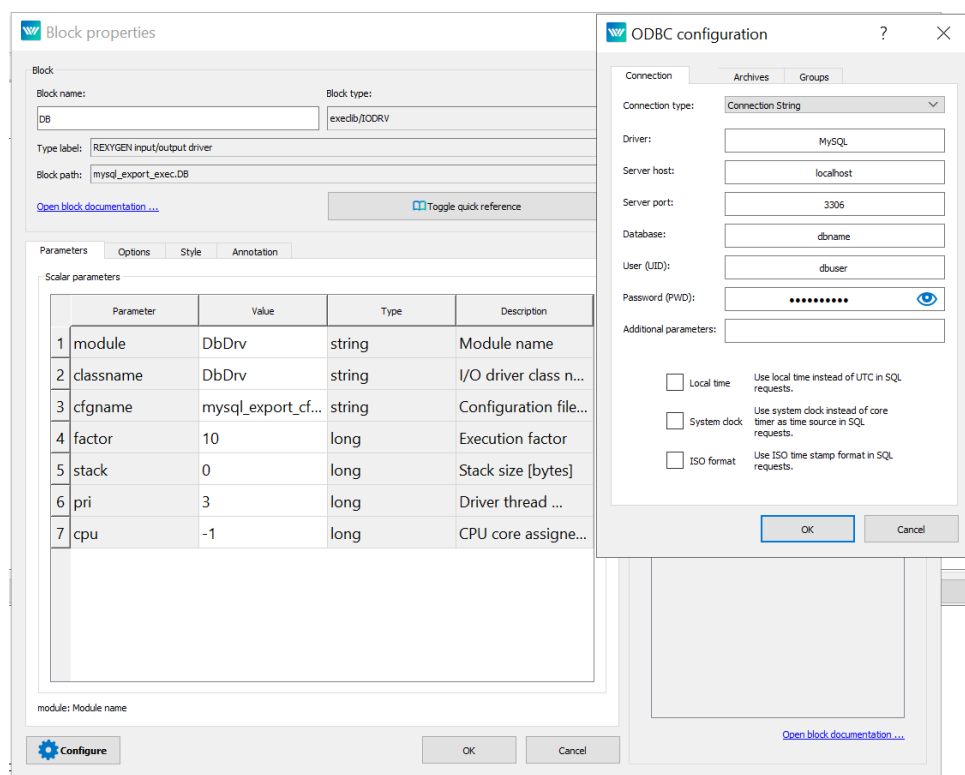 Block properties
Block
Block name:
Block type:
DB
execlib/IODRV
Type label:
REXYGEN input/output driver
Block path:
mysql_export_exec.DB
Open block documentation ...
Toggle quick reference
Parameters
Options
Style
Annotation
Scalar parameters
Parameter Value Type Description
1 module DbDrv string Module name
2 classname DbDrv string I/O driver class n...
3 cfgname mysql_export_cf... string Configuration file...
4 factor 10 long Execution factor
5 stack 0 long Stack size [bytes]
6 pri 3 long Driver thread ...
7 cpu -1 long CPU core assigne...
module: Module name
Configure
OK
Cancel
Open block documentation ...
ODBC configuration
?
Connection
Archives
Groups
Connection type: Connection String
Driver: MySQL
Server host: localhost
Server port: 3306
Database: dbname
User (UID): dbuser
Password (PWD): ●●●●●●●●●●
Additional parameters:
Local time
Use local time instead of UTC in SQL
requests.
System clock
Use system clock instead of core
timer as time source in SQL
requests.
ISO format
Use ISO time stamp format in SQL
requests.
OK
Cancel